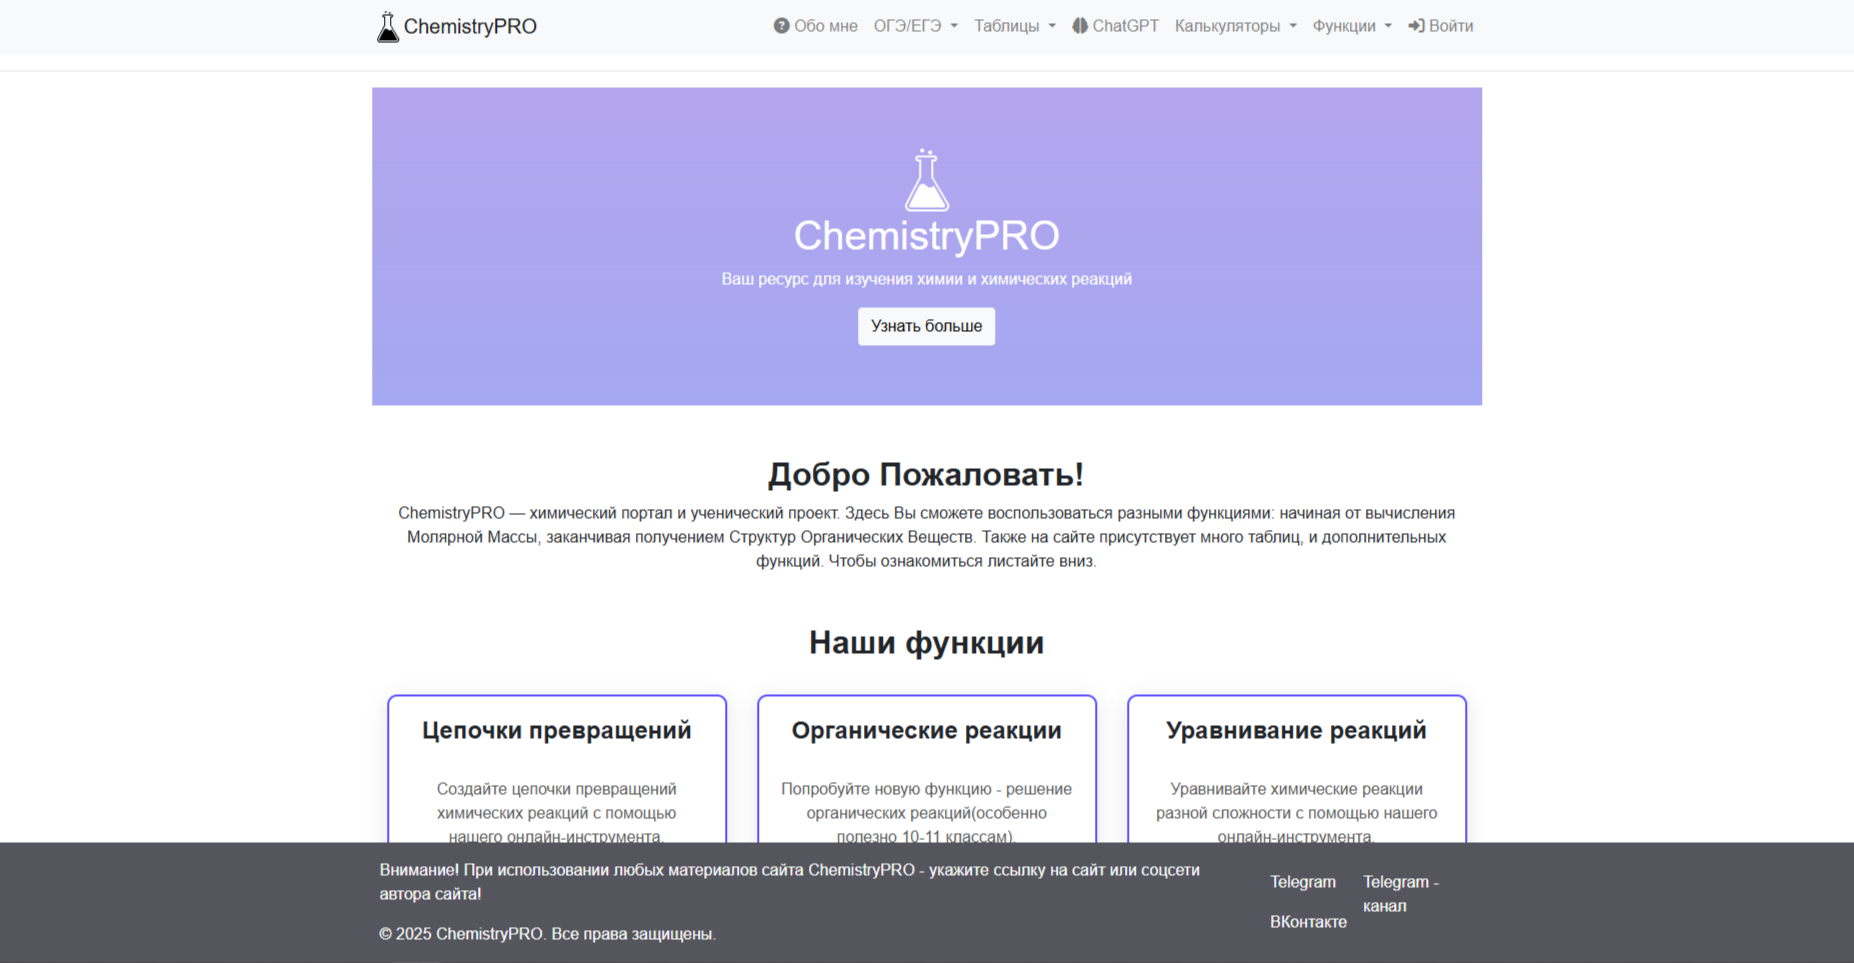 ChemistryPRO
Обо мне ОГЭ/ЕГЭ Таблицы ChatGPT Калькуляторы Функции Войти
ChemistryPRO
Ваш ресурс для изучения химии и химических реакций
Узнать больше
Добро Пожаловать!
ChemistryPRO — химический портал и ученический проект. Здесь Вы сможете воспользоваться разными функциями: начиная от вычисления
Молярной Массы, заканчивая получением Структур Органических Веществ. Также на сайте присутствует много таблиц, и дополнительных
функций. Чтобы ознакомиться листайте вниз.
Наши функции
Цепочки превращений
Создайте цепочки превращений
химических реакций с помощью
нашего онлайн-инструмента.
Органические реакции
Попробуйте новую функцию - решение
органических реакций(особенно
полезно 10-11 классам).
Уравнивание реакций
Уравнивайте химические реакции
разной сложности с помощью нашего
онлайн-инструмента.
Внимание! При использовании любых материалов сайта ChemistryPRO - укажите ссылку на сайт или соцсети
автора сайта!
© 2025 ChemistryPRO. Все права защищены.
Telegram
ВКонтакте
Telegram -
канал